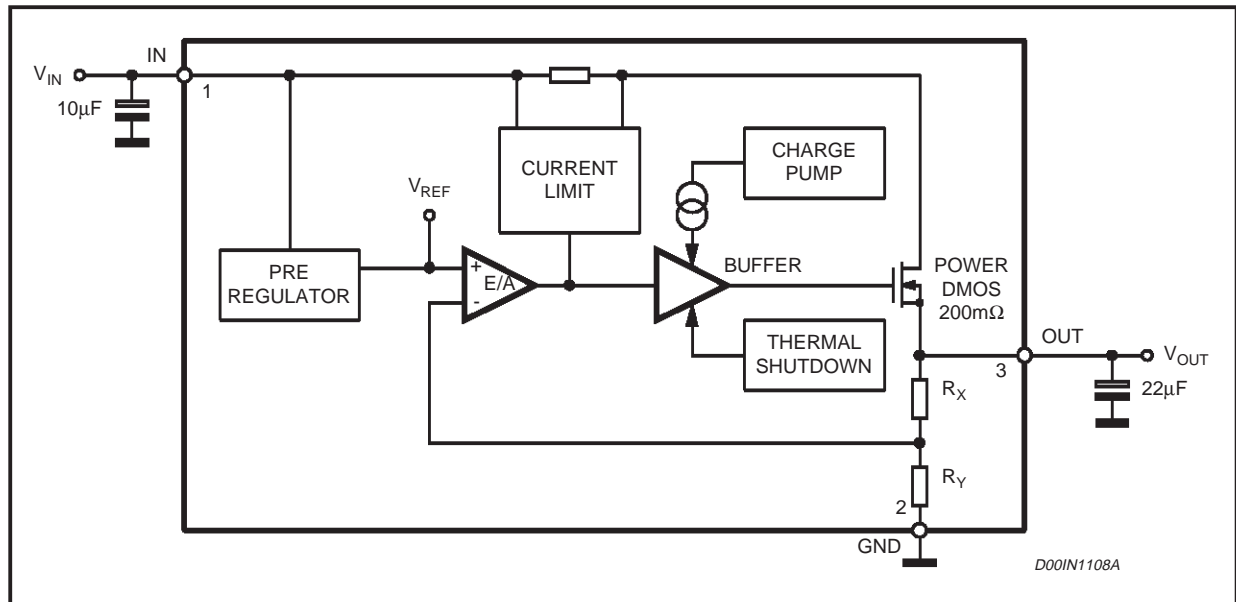 IN
V_IN
1
10μF
CHARGE
PUMP
CURRENT
LIMIT
V_REF
PRE
REGULATOR
+
E/A
-
BUFFER
POWER
DMOS
200mΩ
THERMAL
SHUTDOWN
OUT
3
V_OUT
22μF
R_X
R_Y
2
GND
D00IN1108A